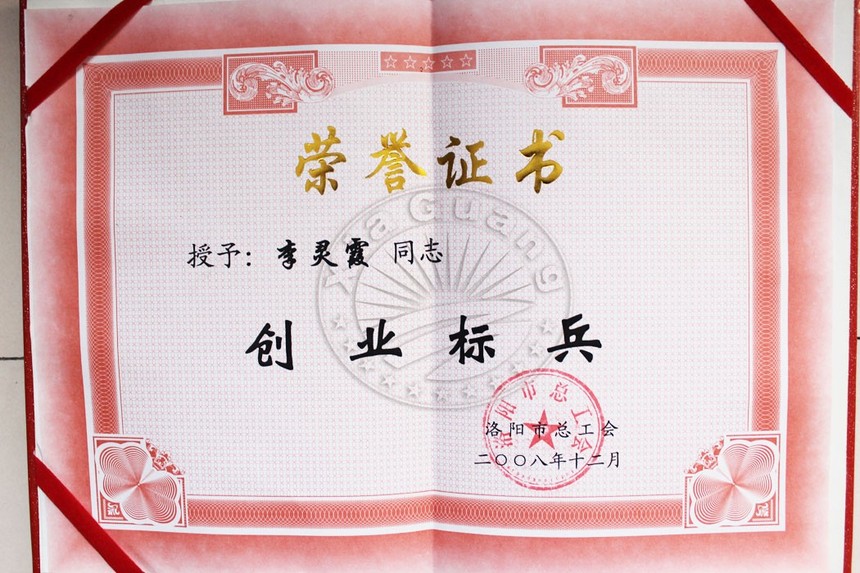 荣誉证书
授予：李灵霞 同志
Xia Guang
创业标兵
洛阳市总工会
洛阳市总工会
二〇〇八年十二月